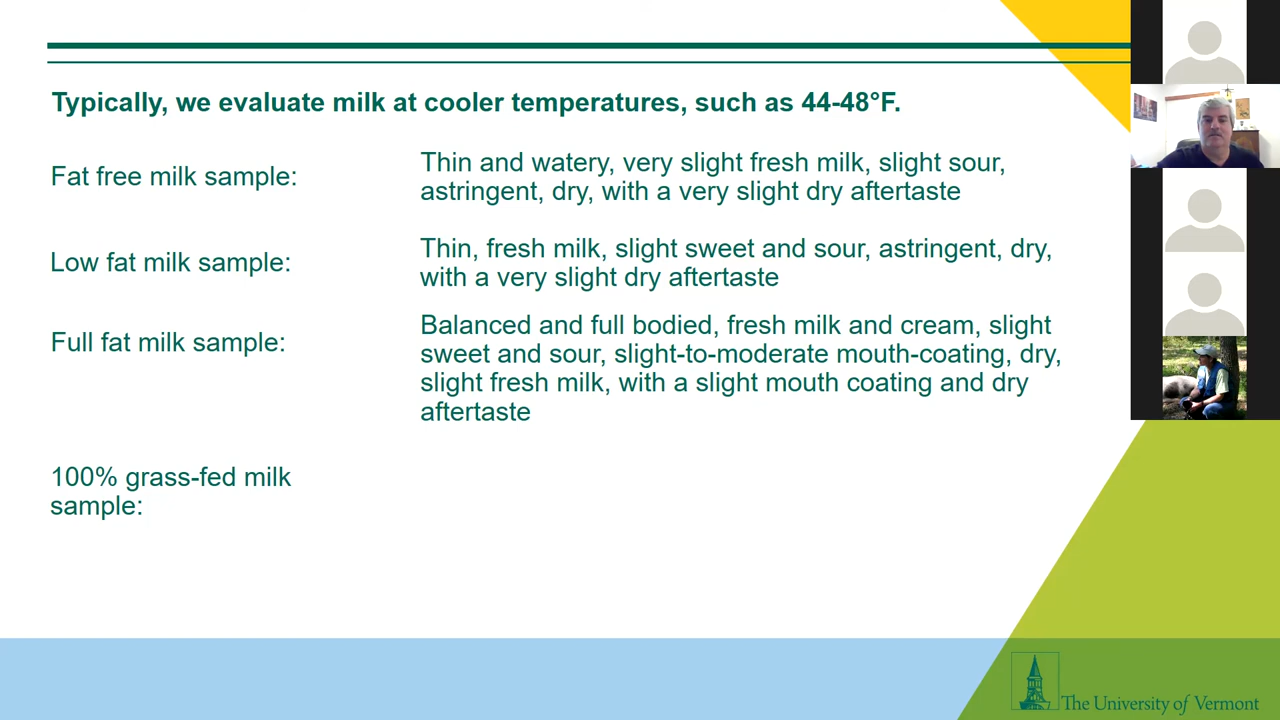 Typically, we evaluate milk at cooler temperatures, such as 44-48°F.
Fat free milk sample:
Thin and watery, very slight fresh milk, slight sour,
astringent, dry, with a very slight dry aftertaste
Low fat milk sample:
Thin, fresh milk, slight sweet and sour, astringent, dry,
with a very slight dry aftertaste
Full fat milk sample:
Balanced and full bodied, fresh milk and cream, slight
sweet and sour, slight-to-moderate mouth-coating, dry,
slight fresh milk, with a slight mouth coating and dry
aftertaste
100% grass-fed milk
sample:
The University of Vermont